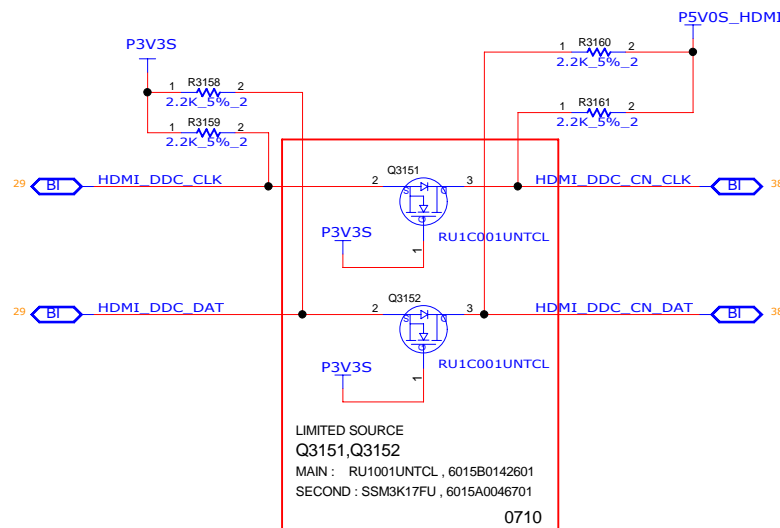 P5V0S_HDMI
P3V3S
R3160
1 2
2.2K_5%_2
R3158
1 2
2.2K_5%_2
R3161
1 2
2.2K_5%_2
R3159
1 2
2.2K_5%_2
Q3151
29 BI HDMI_DDC_CLK 2 3 HDMI_DDC_CN_CLK BI 38
S G D
P3V3S
RU1C001UNTCL
1
Q3152
29 BI HDMI_DDC_DAT 2 3 HDMI_DDC_CN_DAT BI 38
S G D
P3V3S
RU1C001UNTCL
1
LIMITED SOURCE
Q3151,Q3152
MAIN : RU1001UNTCL , 6015B0142601
SECOND : SSM3K17FU , 6015A0046701
0710